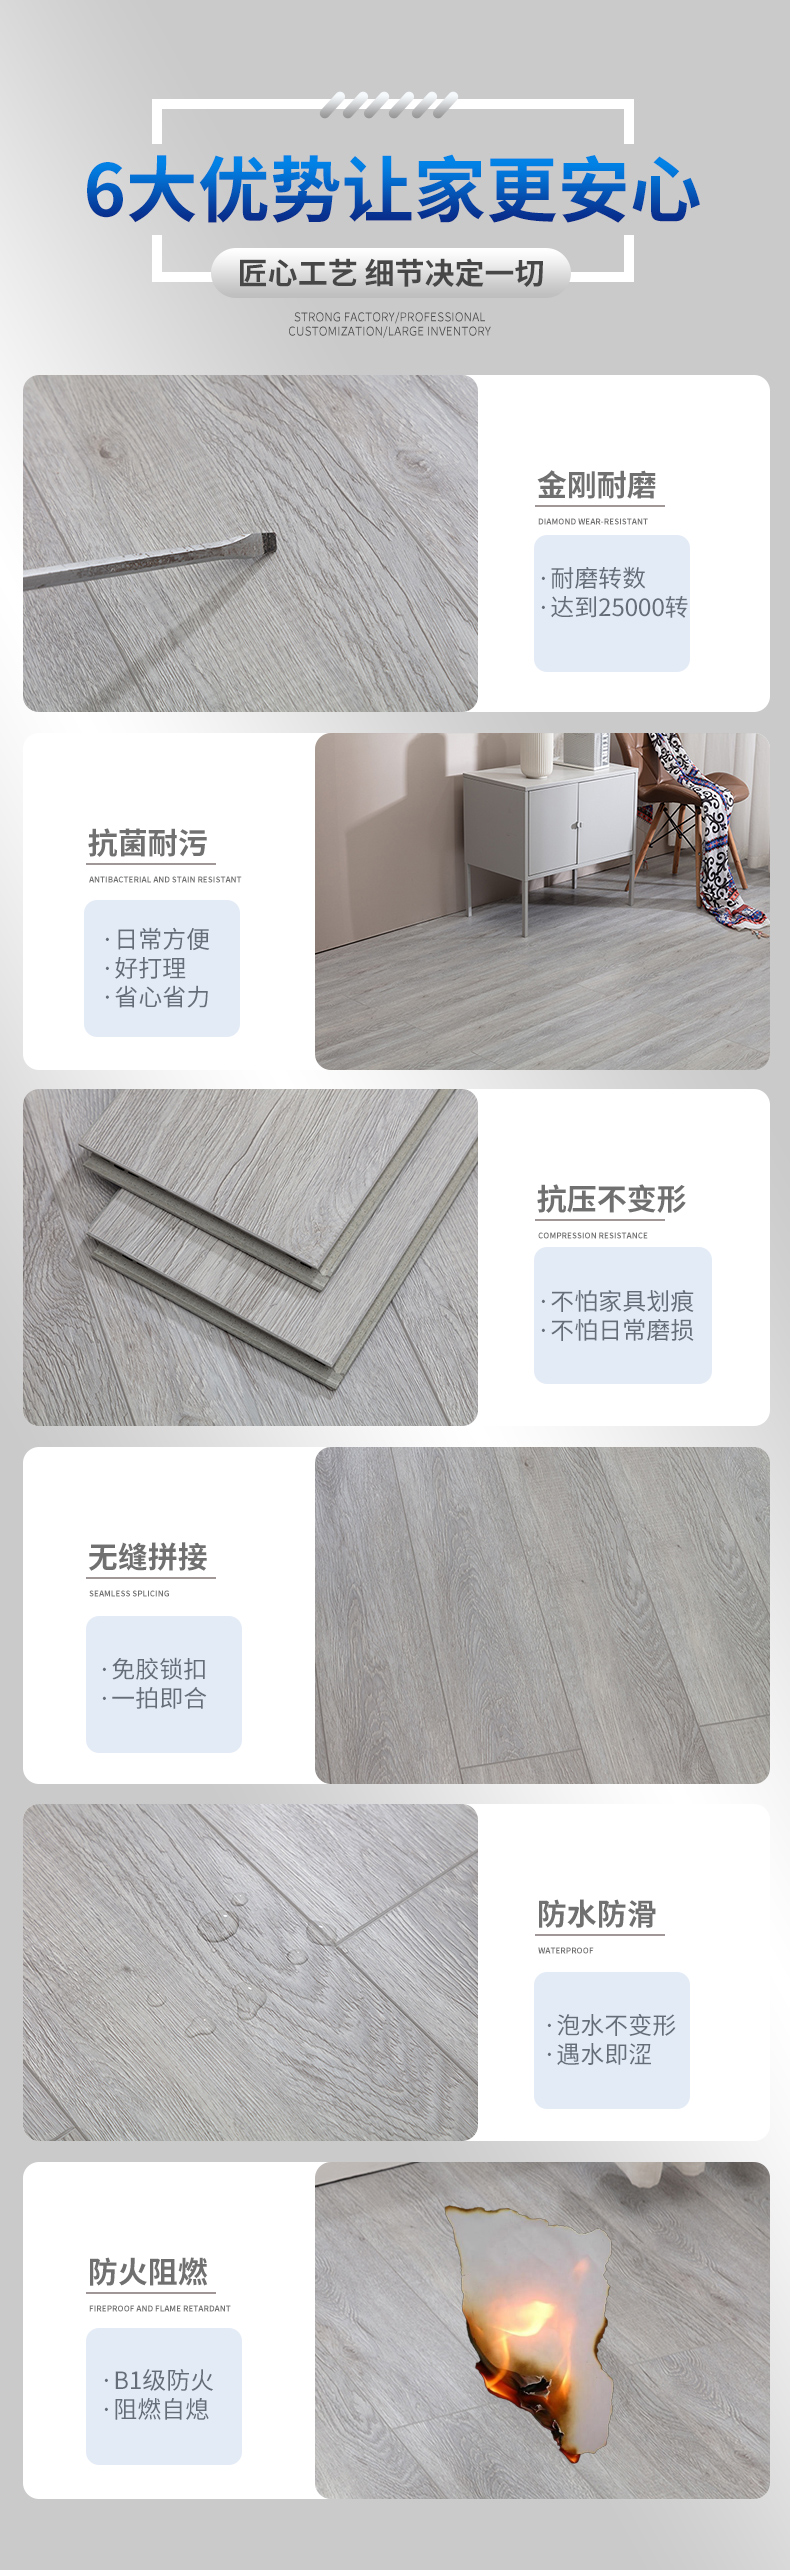 6大优势让家更安心
匠心工艺 细节决定一切
STRONG FACTORY/PROFESSIONAL
CUSTOMIZATION/LARGE INVENTORY
金刚耐磨
DIAMOND WEAR-RESISTANT
·耐磨转数
·达到25000转
抗菌耐污
ANTIBACTERIAL AND STAIN RESISTANT
·日常方便
·好打理
·省心省力
抗压不变形
COMPRESSION RESISTANCE
·不怕家具划痕
·不怕日常磨损
无缝拼接
SEAMLESS SPLICING
·免胶锁扣
·一拍即合
防水防滑
WATERPROOF
·泡水不变形
·遇水即涩
防火阻燃
FIREPROOF AND FLAME RETARDANT
·B1级防火
·阻燃自熄